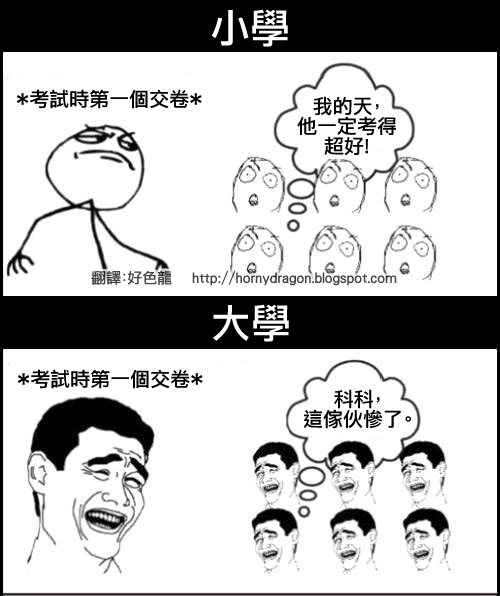 小學
*考試時第一個交卷*
我的天，
他一定考得
超好!
翻譯:好色龍 http://hornydragon.blogspot.com
大學
*考試時第一個交卷*
科科，
這傢伙慘了。